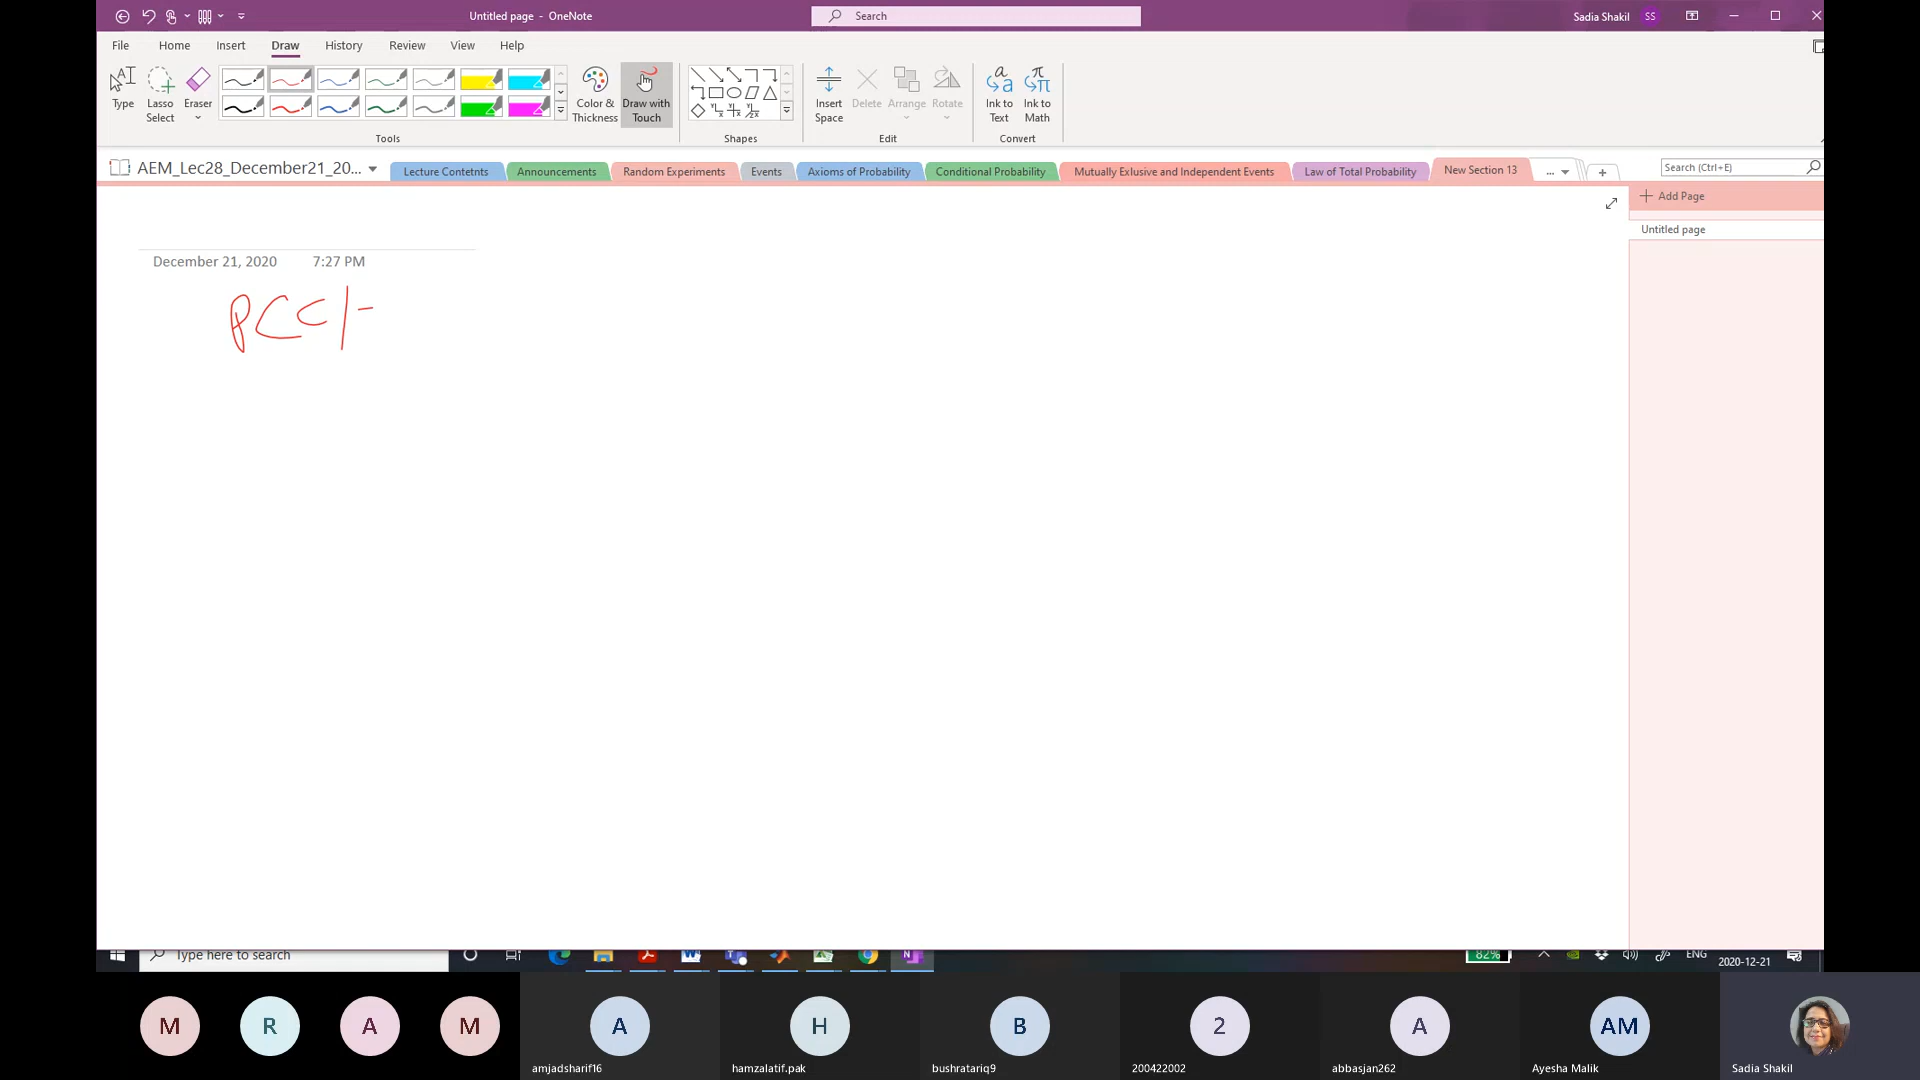 Untitled page - OneNote
Search
Sadia Shakil
SS
File Home Insert Draw History Review View Help
Type
Lasso Select
Eraser
Color & Thickness
Draw with Touch
Insert Space
Delete
Arrange
Rotate
Ink to Text
Ink to Math
Tools
Shapes
Edit
Convert
AEM_Lec28_December21_20...
Lecture Contetnts
Announcements
Random Experiments
Events
Axioms of Probability
Conditional Probability
Mutually Exlusive and Independent Events
Law of Total Probability
New Section 13
...
Search (Ctrl+E)
Add Page
Untitled page
December 21, 2020 7:27 PM
Type here to search
82%
ENG
2020-12-21
M
R
A
M
A
H
B
2
A
AM
amjadsharif16
hamzalatif.pak
bushratariq9
200422002
abbasjan262
Ayesha Malik
Sadia Shakil